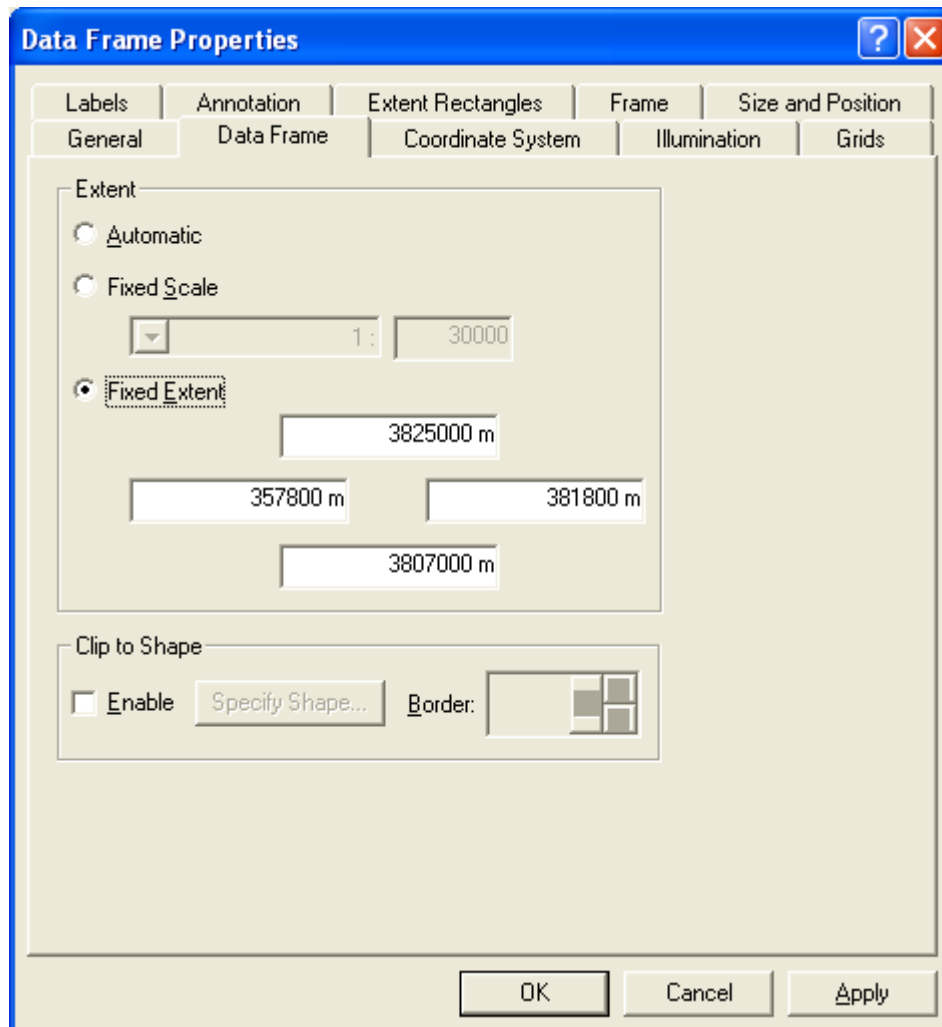 Data Frame Properties
Labels Annotation Extent Rectangles Frame Size and Position
General Data Frame Coordinate System Illumination Grids
Extent
Automatic
Fixed Scale
1 : 30000
Fixed Extent
3825000 m
357800 m 381800 m
3807000 m
Clip to Shape
Enable Specify Shape... Border:
OK Cancel Apply